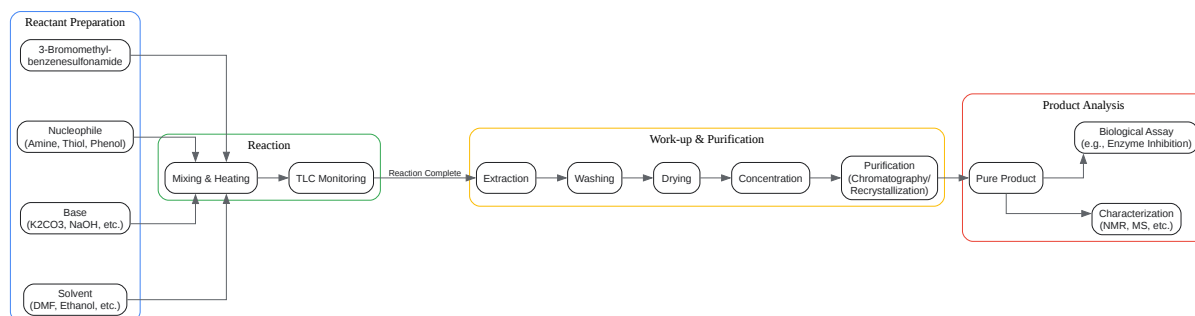 Reactant Preparation
3-Bromomethyl-
benzenesulfonamide
Nucleophile
(Amine, Thiol, Phenol)
Base
(K2CO3, NaOH, etc.)
Solvent
(DMF, Ethanol, etc.)
Reaction
Mixing & Heating
TLC Monitoring
Reaction Complete
Work-up & Purification
Extraction
Washing
Drying
Concentration
Purification
(Chromatography/
Recrystallization)
Product Analysis
Pure Product
Biological Assay
(e.g., Enzyme Inhibition)
Characterization
(NMR, MS, etc.)